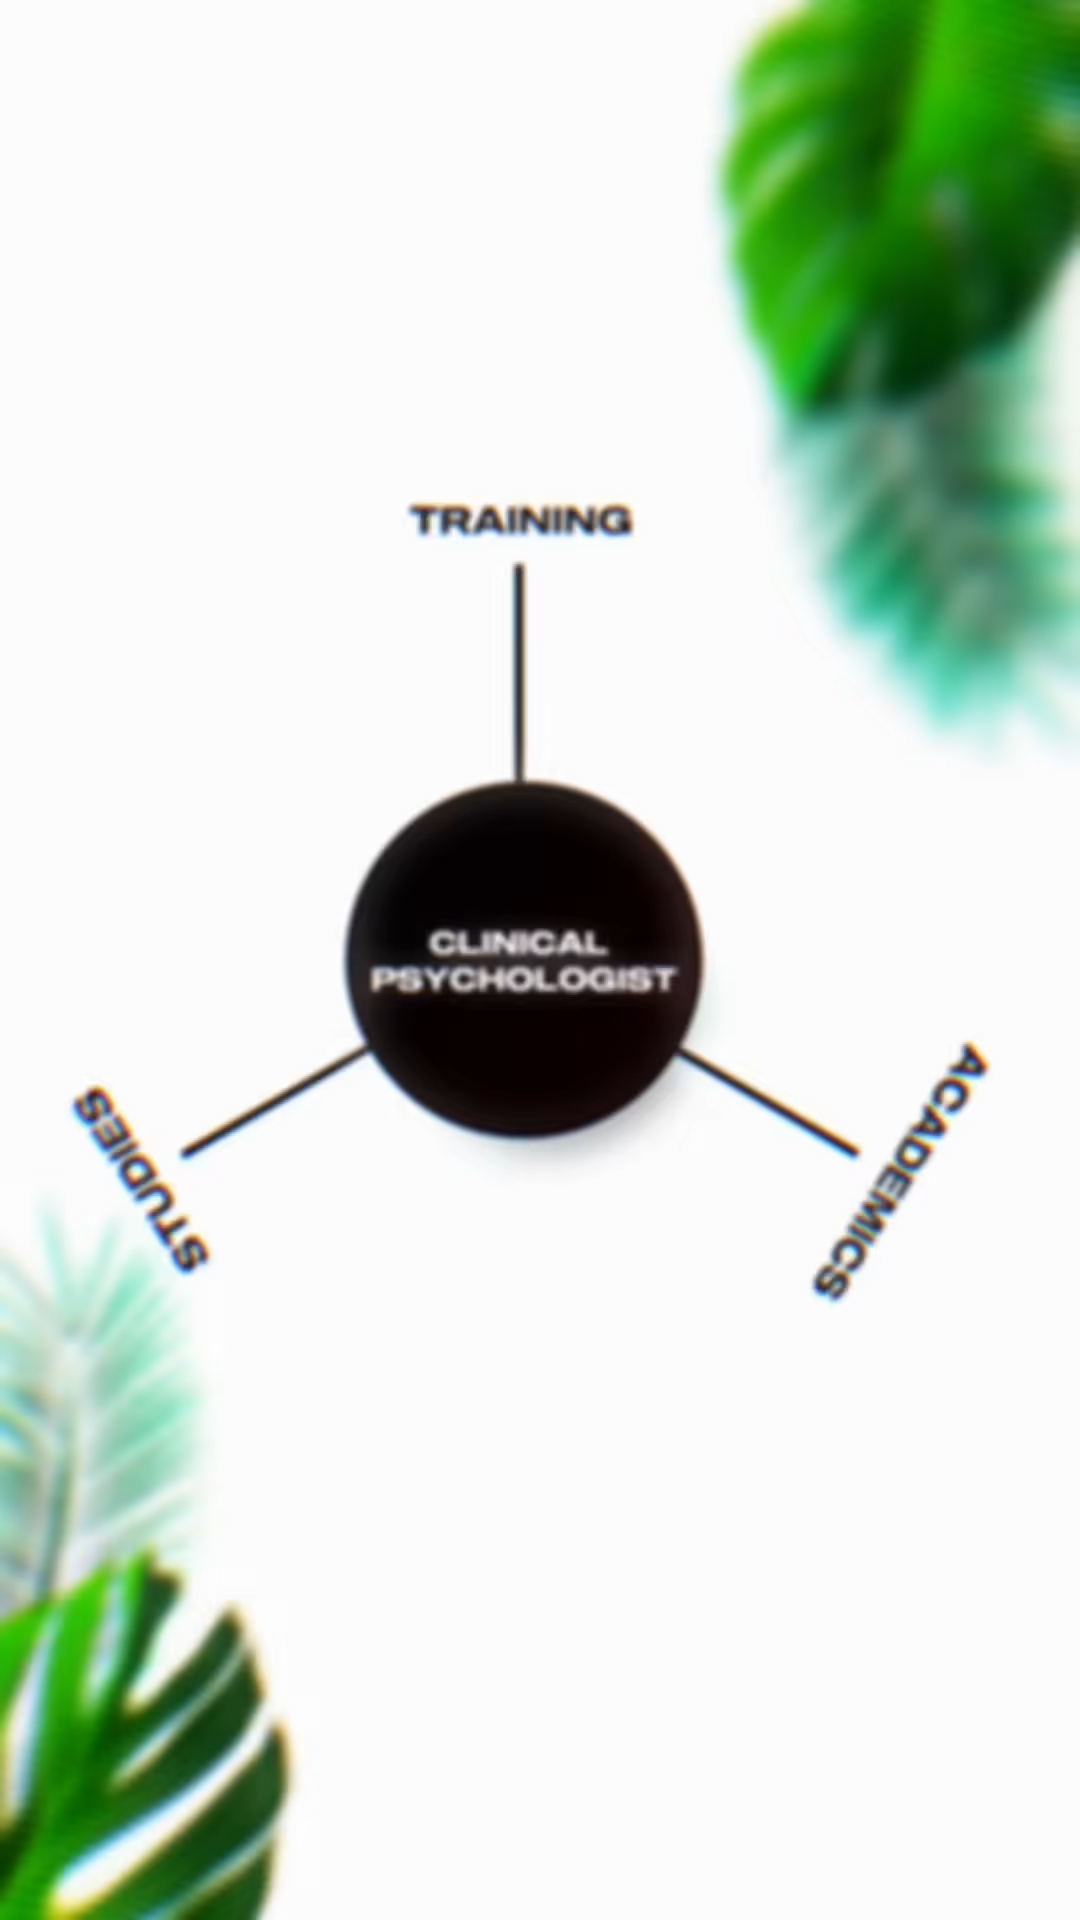 TRAINING
CLINICAL
PSYCHOLOGIST
STUDIES
ACADEMICS